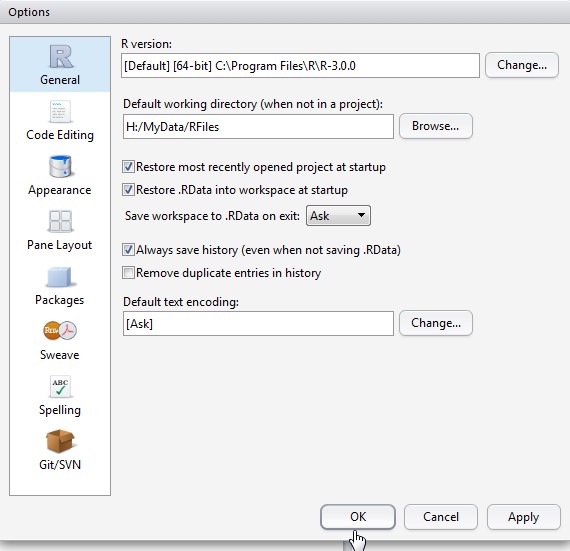 Options
R
General
Code Editing
Appearance
Pane Layout
Packages
Rnw
Sweave
ABC
Spelling
Git/SVN
R version:
[Default] [64-bit] C:\Program Files\R\R-3.0.0
Change...
Default working directory (when not in a project):
H:/MyData/RFiles
Browse...
Restore most recently opened project at startup
Restore .RData into workspace at startup
Save workspace to .RData on exit: Ask
Always save history (even when not saving .RData)
Remove duplicate entries in history
Default text encoding:
[Ask]
Change...
OK Cancel Apply